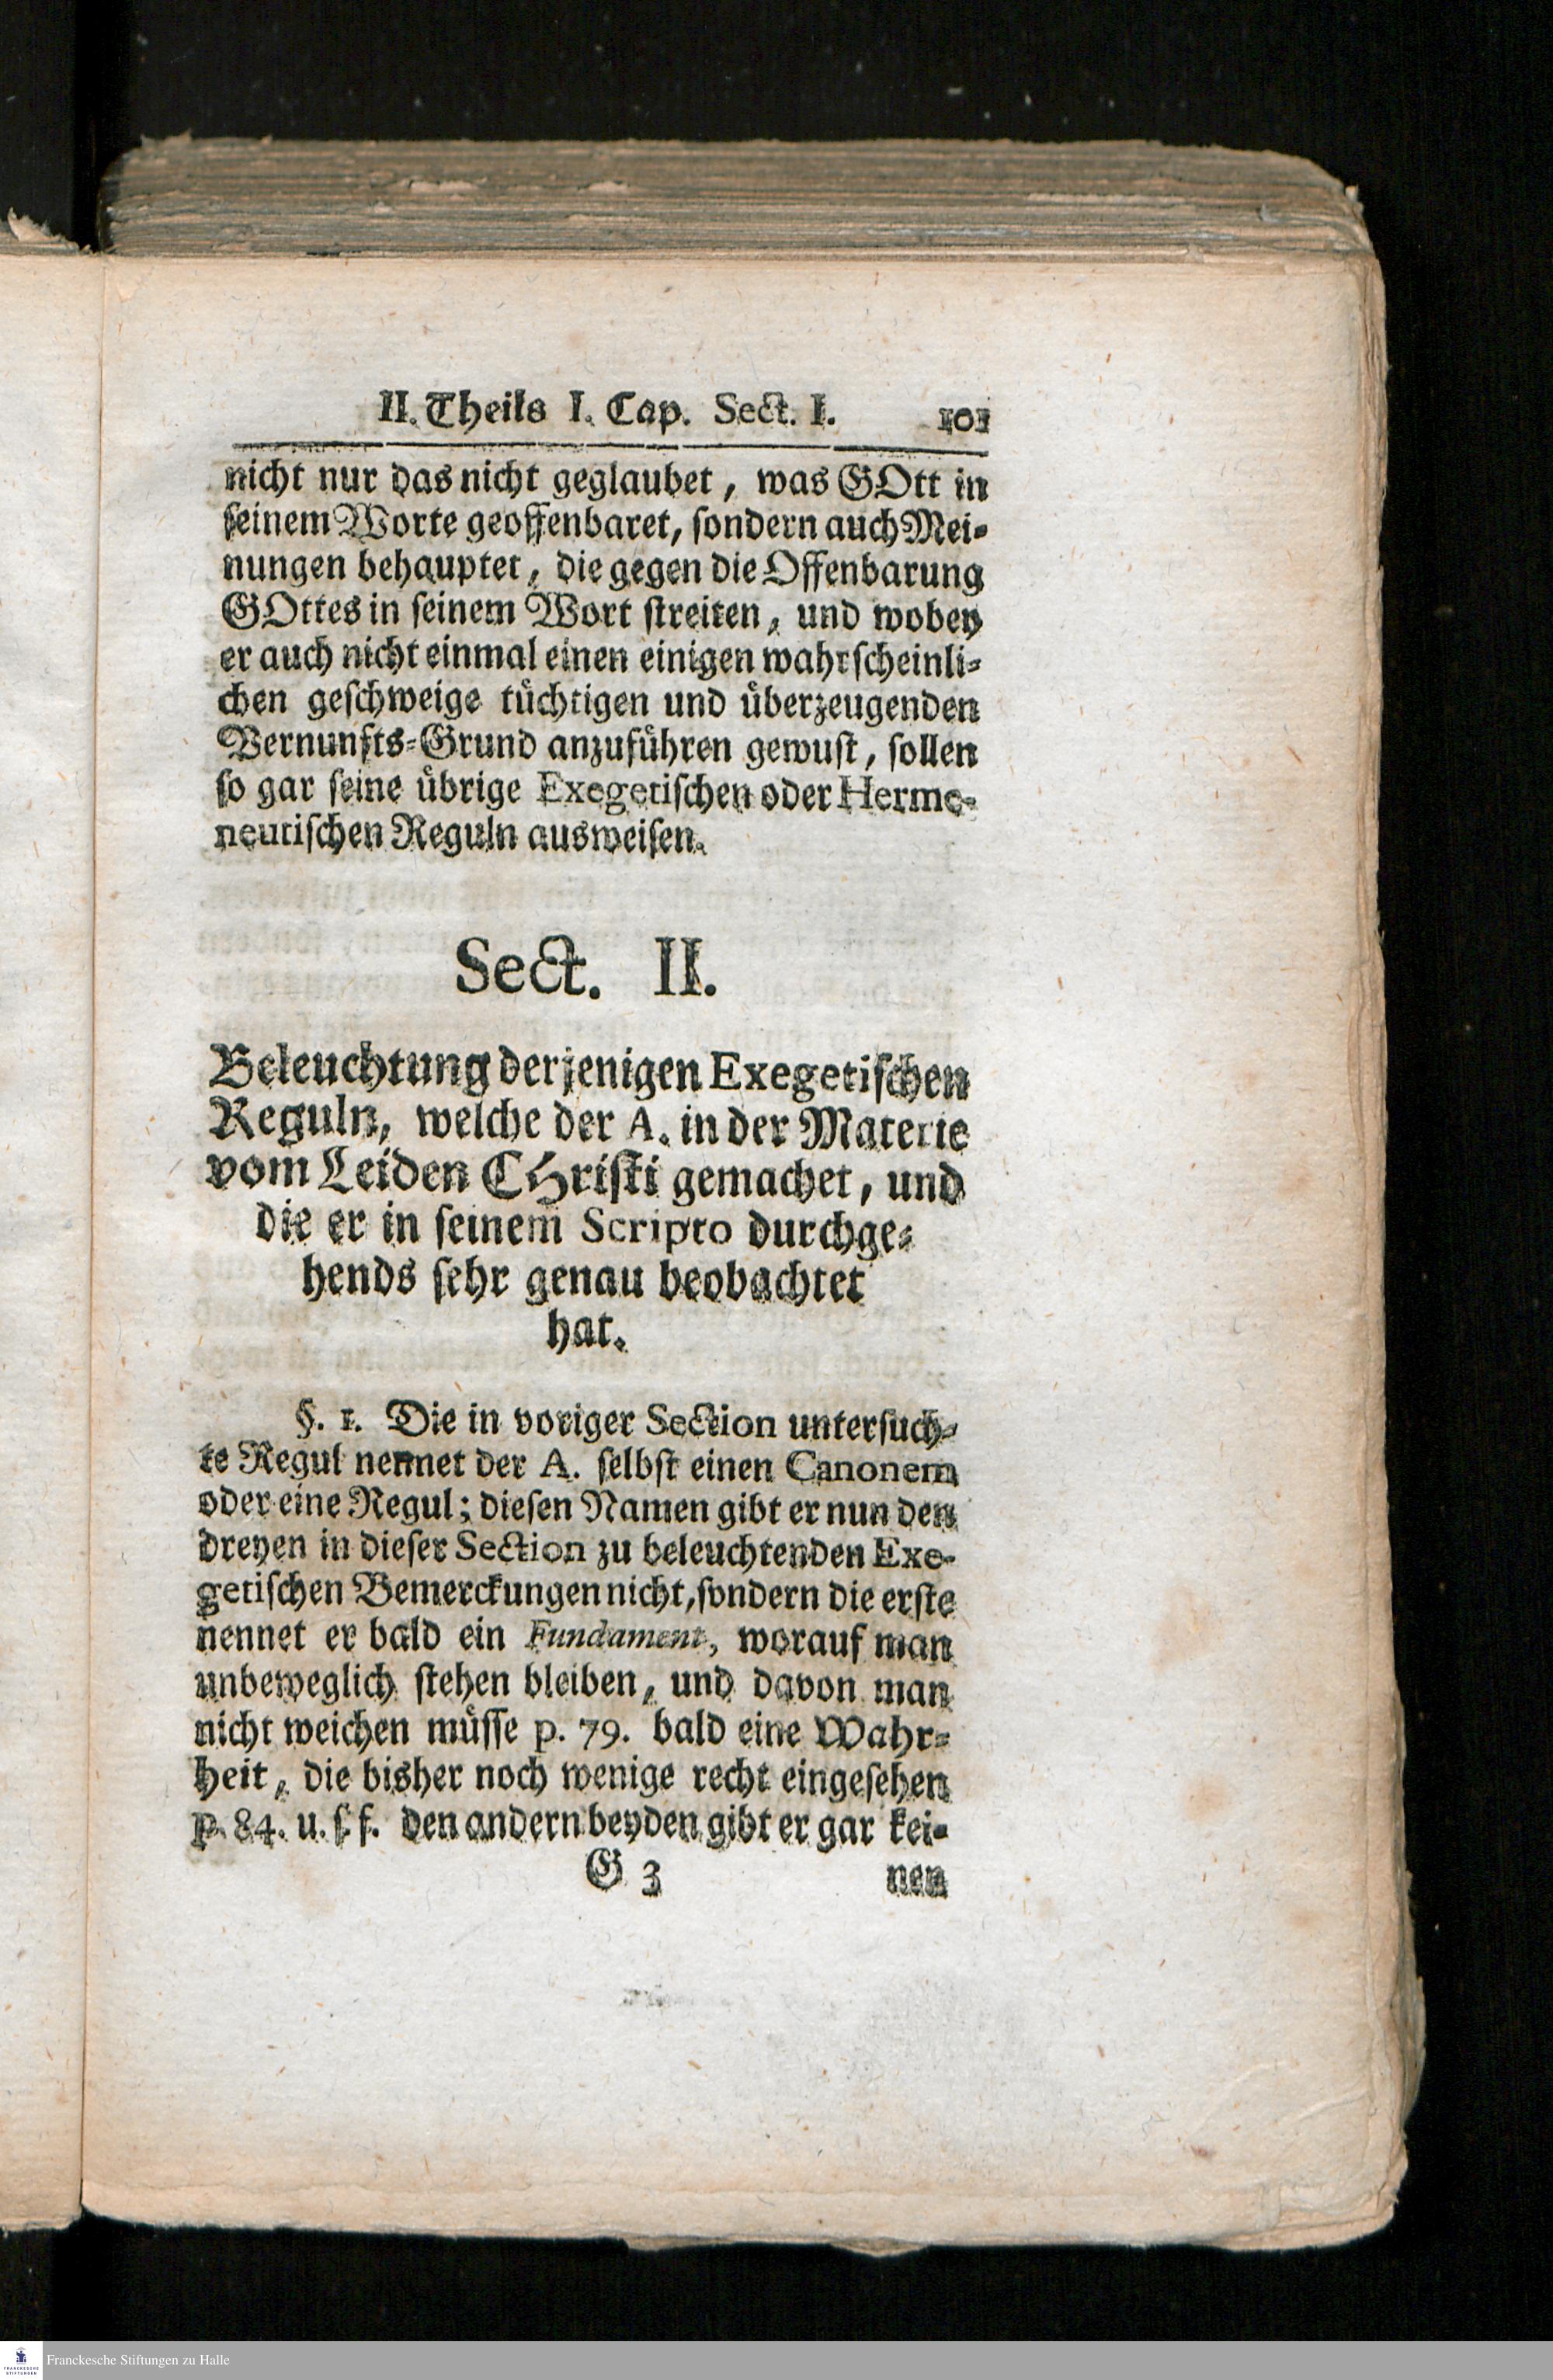 II. Theils I. Cap. Sect. I. 101
nicht nur das nicht geglaubet, was GOtt in
seinem Worte geoffenbaret, sondern auch Mei-
nungen behauptet, die gegen die Offenbarung
GOttes in seinem Wort streiten, und wobey
er auch nicht einmal einen einigen wahrscheinli-
chen geschweige tüchtigen und überzeugenden
Vernunfts-Grund anzuführen gewust, sollen
so gar seine übrige Exegetischen oder Herme-
neutischen Reguln ausweisen.
Sect. II.
Beleuchtung derjenigen Exegetischen
Reguln, welche der A. in der Materie
vom Leiden CHristi gemachet, und
die er in seinem Scripto durchge-
hends sehr genau beobachtet
hat.
§. 1. Die in voriger Section untersuch-
te Regul nennet der A. selbst einen Canonem
oder eine Regul; diesen Namen gibt er nun den
dreyen in dieser Section zu beleuchtenden Exe-
getischen Bemerckungen nicht, sondern die erste
nennet er bald ein Fundament, worauf man
unbeweglich stehen bleiben, und davon man
nicht weichen müsse p. 79. bald eine Wahr-
heit, die bisher noch wenige recht eingesehen
p. 84. u. s. f. den andern beyden gibt er gar kei-
G 3 nen
Franckesche Stiftungen zu Halle
FRANCKESCHE
STIFTUNGEN